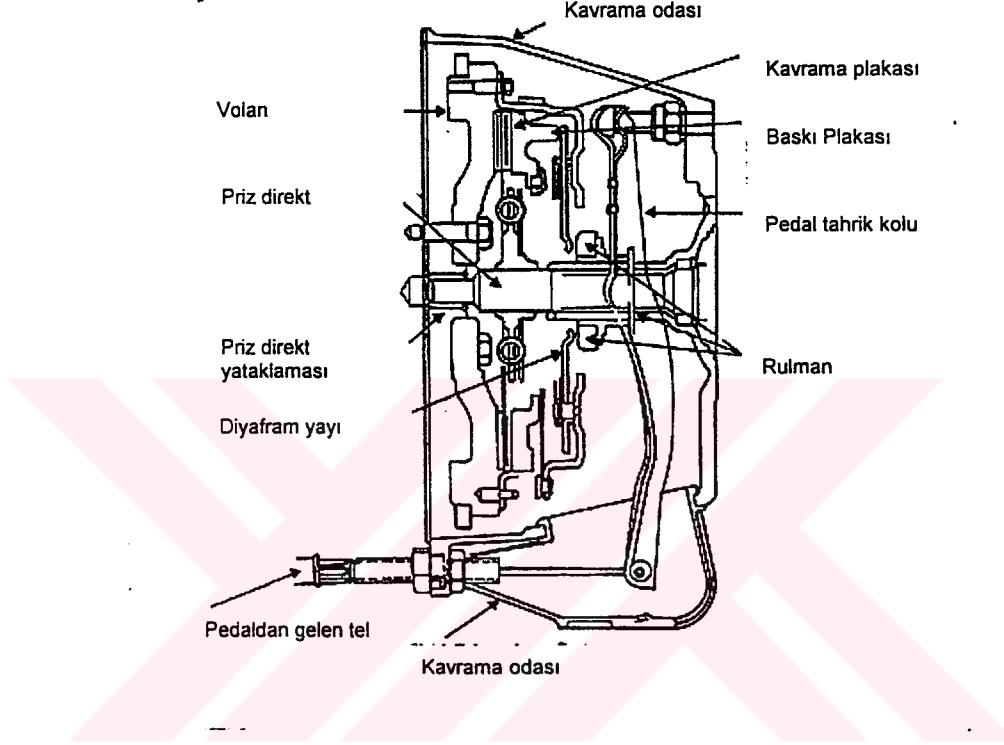 Kavrama odası
Kavrama plakası
Volan
Baskı Plakası
Priz direkt
Pedal tahrik kolu
Priz direkt
yataklaması
Rulman
Diyafram yayı
Pedaldan gelen tel
Kavrama odası